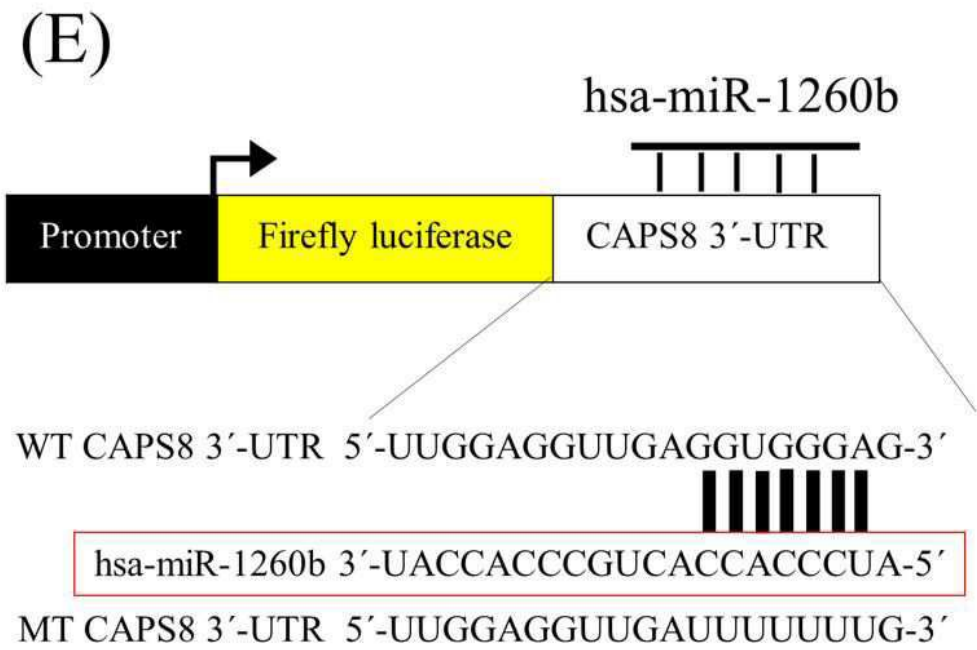 (E)
hsa-miR-1260b
Promoter Firefly luciferase CAPS8 3´-UTR
WT CAPS8 3´-UTR 5´-UUGGAGGUUGAGGUGGGAG-3´
hsa-miR-1260b 3´-UACCACCCGUCACCACCCUA-5´
MT CAPS8 3´-UTR 5´-UUGGAGGUUGAUUUUUUUG-3´